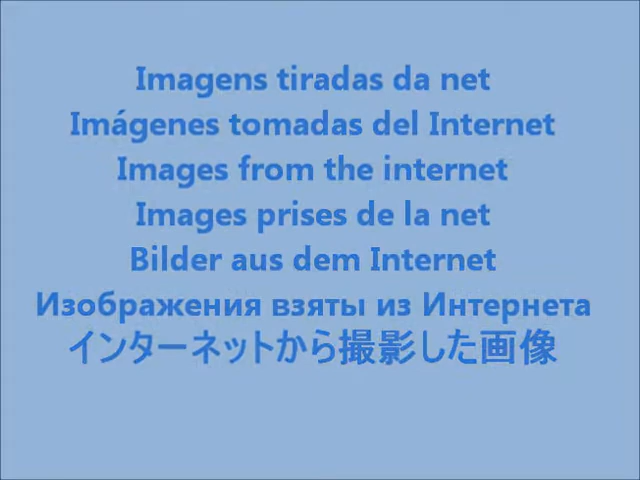 Imagens tiradas da net
Imágenes tomadas del Internet
Images from the internet
Images prises de la net
Bilder aus dem Internet
Изображения взяты из Интернета
インターネットから撮影した画像